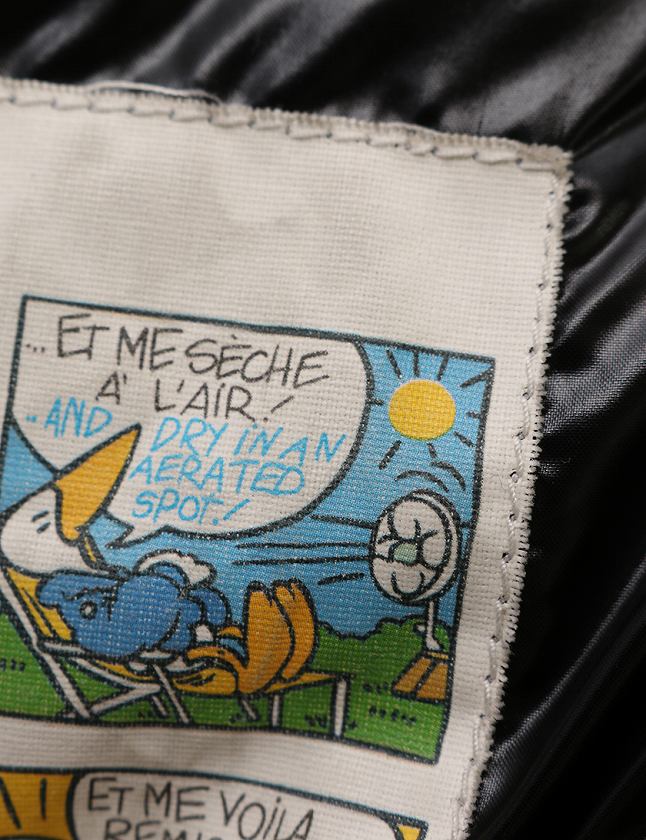 ... ET ME SÈCHE
À L'AIR!
..AND DRY IN AN
AERATED
SPOT.!
ET ME VOILA